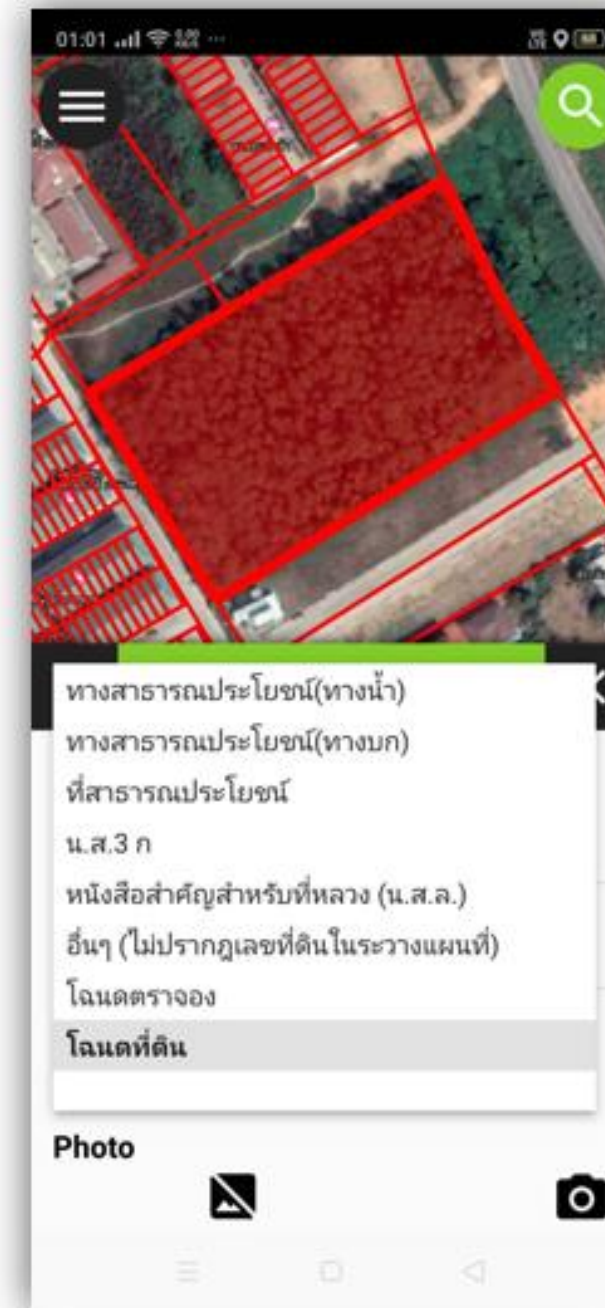 01:01
ทางสาธารณประโยชน์(ทางน้ำ)
ทางสาธารณประโยชน์(ทางบก)
ที่สาธารณประโยชน์
น.ส.3 ก
หนังสือสำคัญสำหรับที่หลวง (น.ส.ล.)
อื่นๆ (ไม่ปรากฎเลขที่ดินในระวางแผนที่)
โฉนดตราจอง
โฉนดที่ดิน
Photo